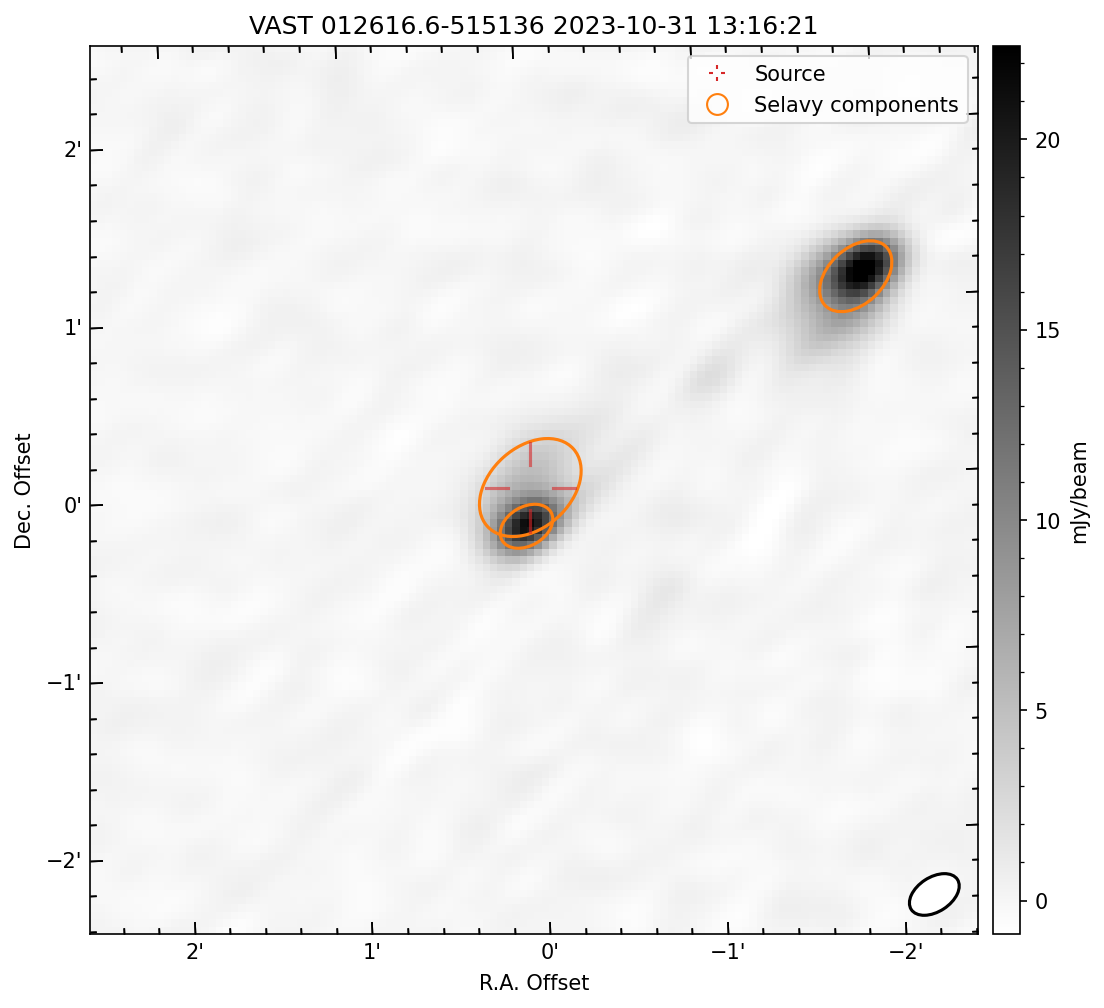 VAST 012616.6-515136 2023-10-31 13:16:21
Source
Selavy components
2'
1'
0'
−1'
−2'
Dec. Offset
2'
1'
0'
−1'
−2'
R.A. Offset
20
15
10
5
0
mJy/beam